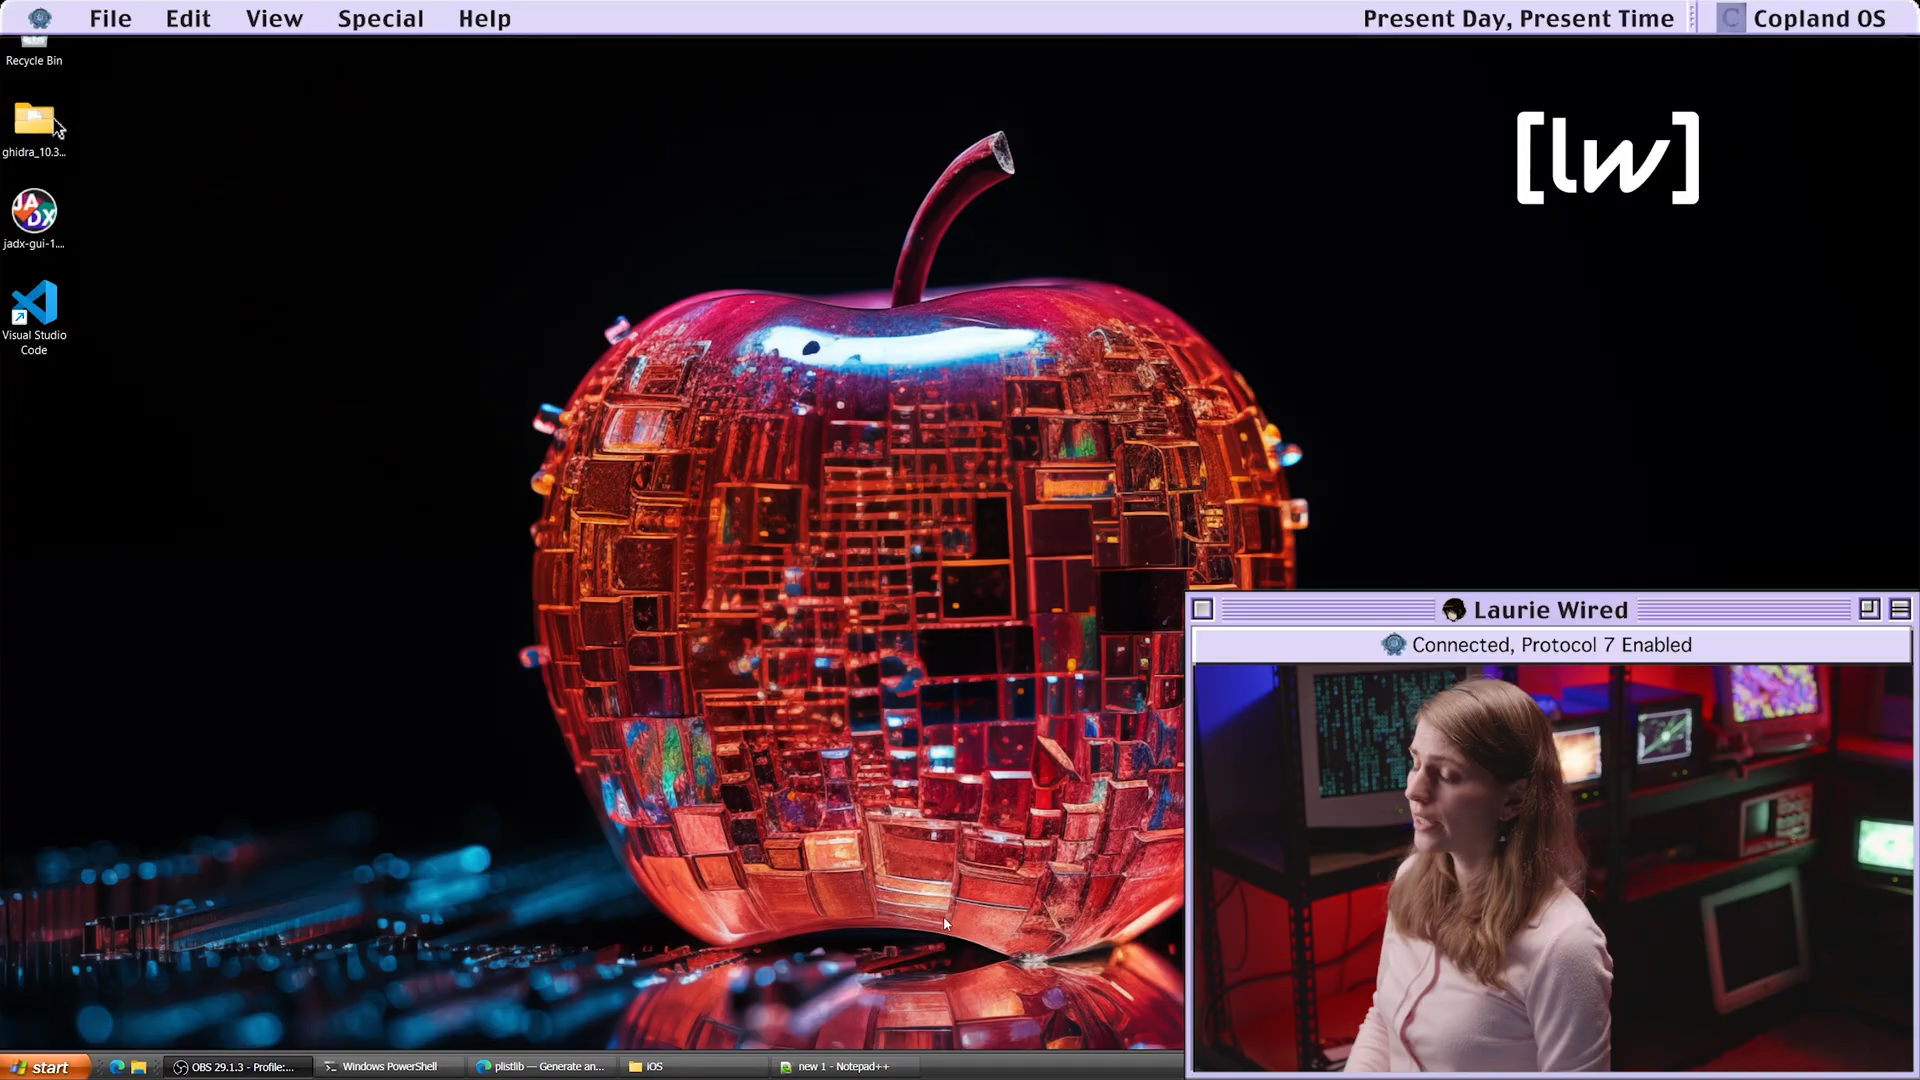 File Edit View Special Help
Present Day, Present Time
C Copland OS
Recycle Bin
ghidra_10.3...
JADX
jadx-gui-1....
Visual Studio
Code
[lw]
Laurie Wired
Connected, Protocol 7 Enabled
start
OBS 29.1.3 - Profile:...
Windows PowerShell
plistlib — Generate an...
iOS
new 1 - Notepad++